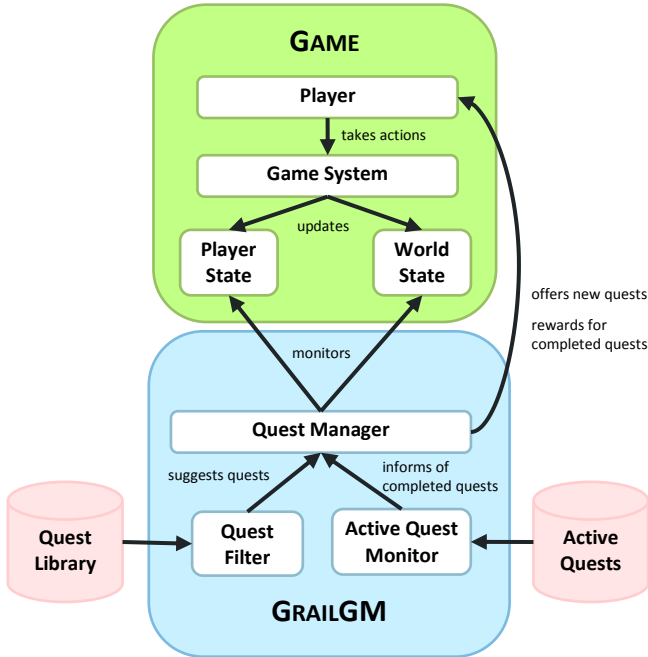 GAME
Player
takes actions
Game System
updates
Player
State
World
State
offers new quests
rewards for
completed quests
monitors
Quest Manager
suggests quests
informs of
completed quests
Quest
Library
Quest
Filter
Active Quest
Monitor
Active
Quests
GRAILGM